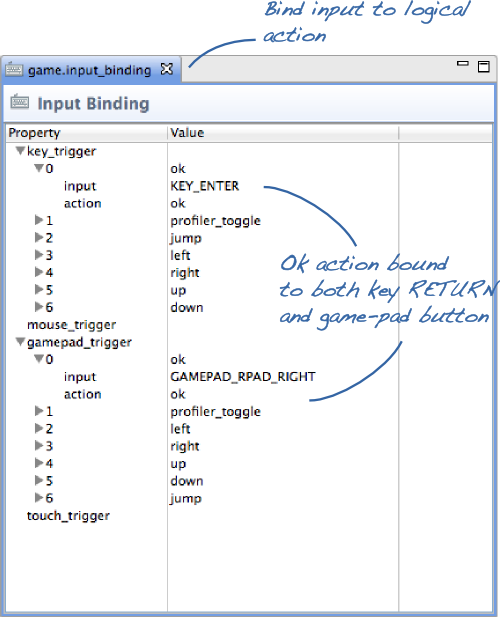 Bind input to logical
action
game.input_binding
Input Binding
Property Value
key_trigger
0 ok
input KEY_ENTER
action ok
1 profiler_toggle
2 jump
3 left
4 right
5 up
6 down
Ok action bound
to both key RETURN
and game-pad button
mouse_trigger
gamepad_trigger
0 ok
input GAMEPAD_RPAD_RIGHT
action ok
1 profiler_toggle
2 left
3 right
4 up
5 down
6 jump
touch_trigger